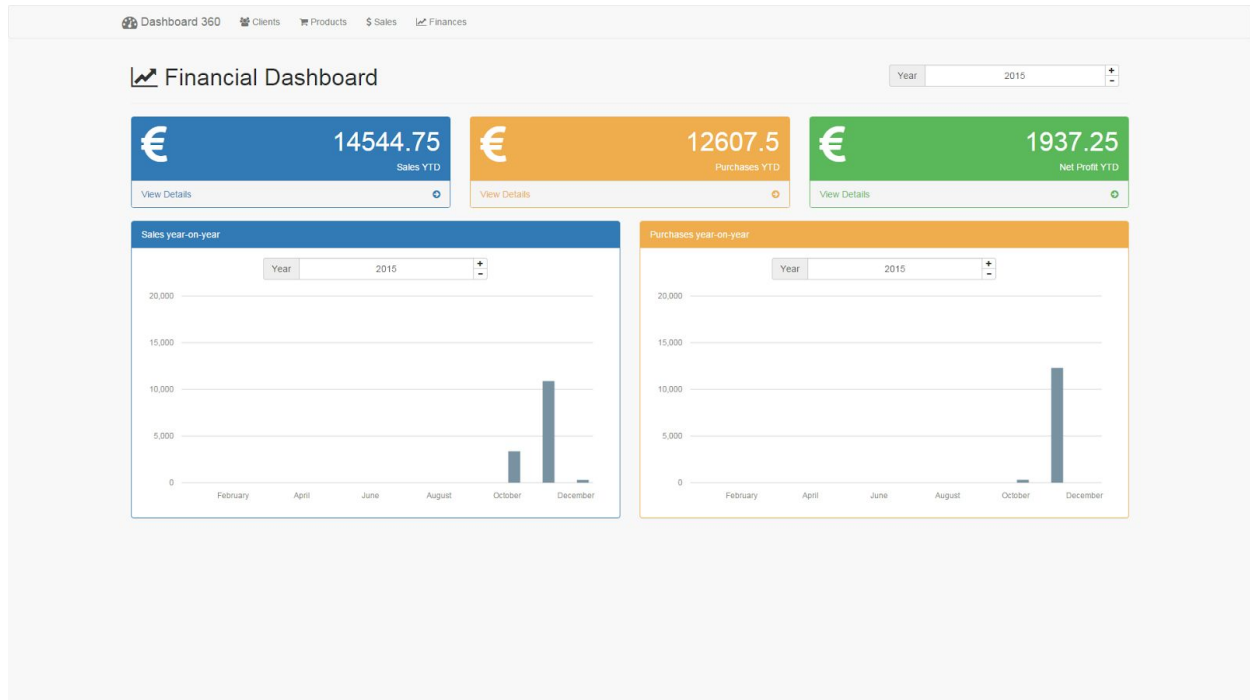 Dashboard 360 Clients Products $ Sales Finances
Financial Dashboard
Year 2015 + -
€ 14544.75
Sales YTD
View Details
€ 12607.5
Purchases YTD
View Details
€ 1937.25
Net Profit YTD
View Details
Sales year-on-year
Year 2015 + -
20,000
15,000
10,000
5,000
0
February April June August October December
Purchases year-on-year
Year 2015 + -
20,000
15,000
10,000
5,000
0
February April June August October December